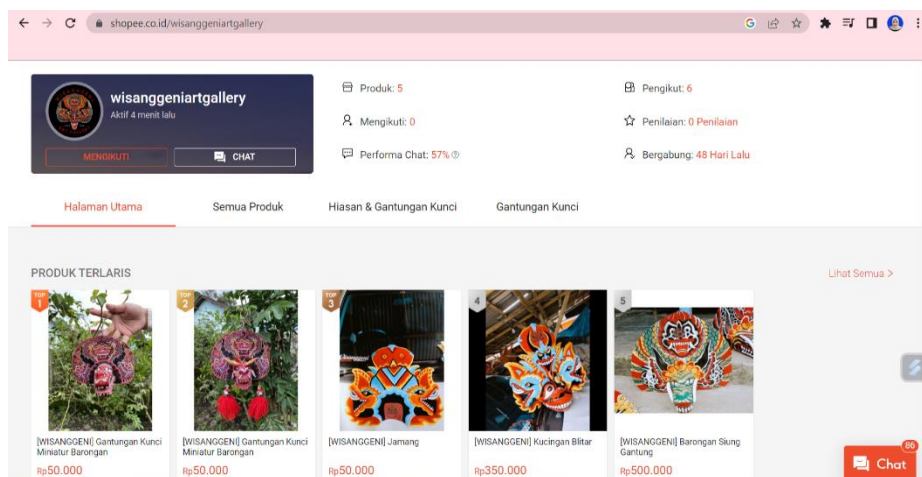 shopee.co.id/wisanggeniartgallery
wisanggeniartgallery
Aktif 4 menit lalu
MENGIKUTI
CHAT
Produk: 5
Mengikuti: 0
Performa Chat: 57%
Pengikut: 6
Penilaian: 0 Penilaian
Bergabung: 48 Hari Lalu
Halaman Utama
Semua Produk
Hiasan & Gantungan Kunci
Gantungan Kunci
PRODUK TERLARIS
Lihat Semua >
TOP
1
[WISANGGENI] Gantungan Kunci
Miniatur Barongan
Rp50.000
TOP
2
[WISANGGENI] Gantungan Kunci
Miniatur Barongan
Rp50.000
TOP
3
[WISANGGENI] Jamang
Rp50.000
4
[WISANGGENI] Kucingan Blitar
Rp350.000
5
[WISANGGENI] Barongan Siung
Gantung
Rp500.000
86
Chat